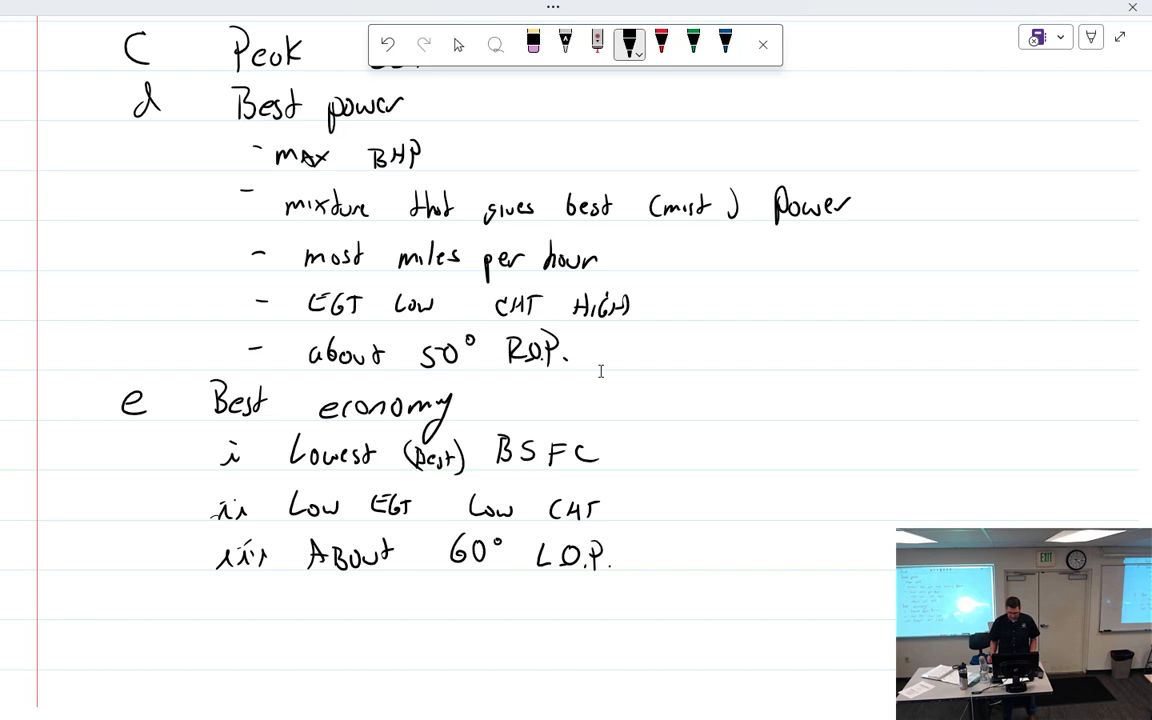 C Peak
d Best power
- MAX BHP
- mixture that gives best (most) power
- most miles per hour
- EGT Low CHT HIGH
- about 50° R.O.P.
e Best economy
i Lowest (Best) BSFC
ii Low EGT Low CHT
iii ABout 60° L.O.P.
EXIT